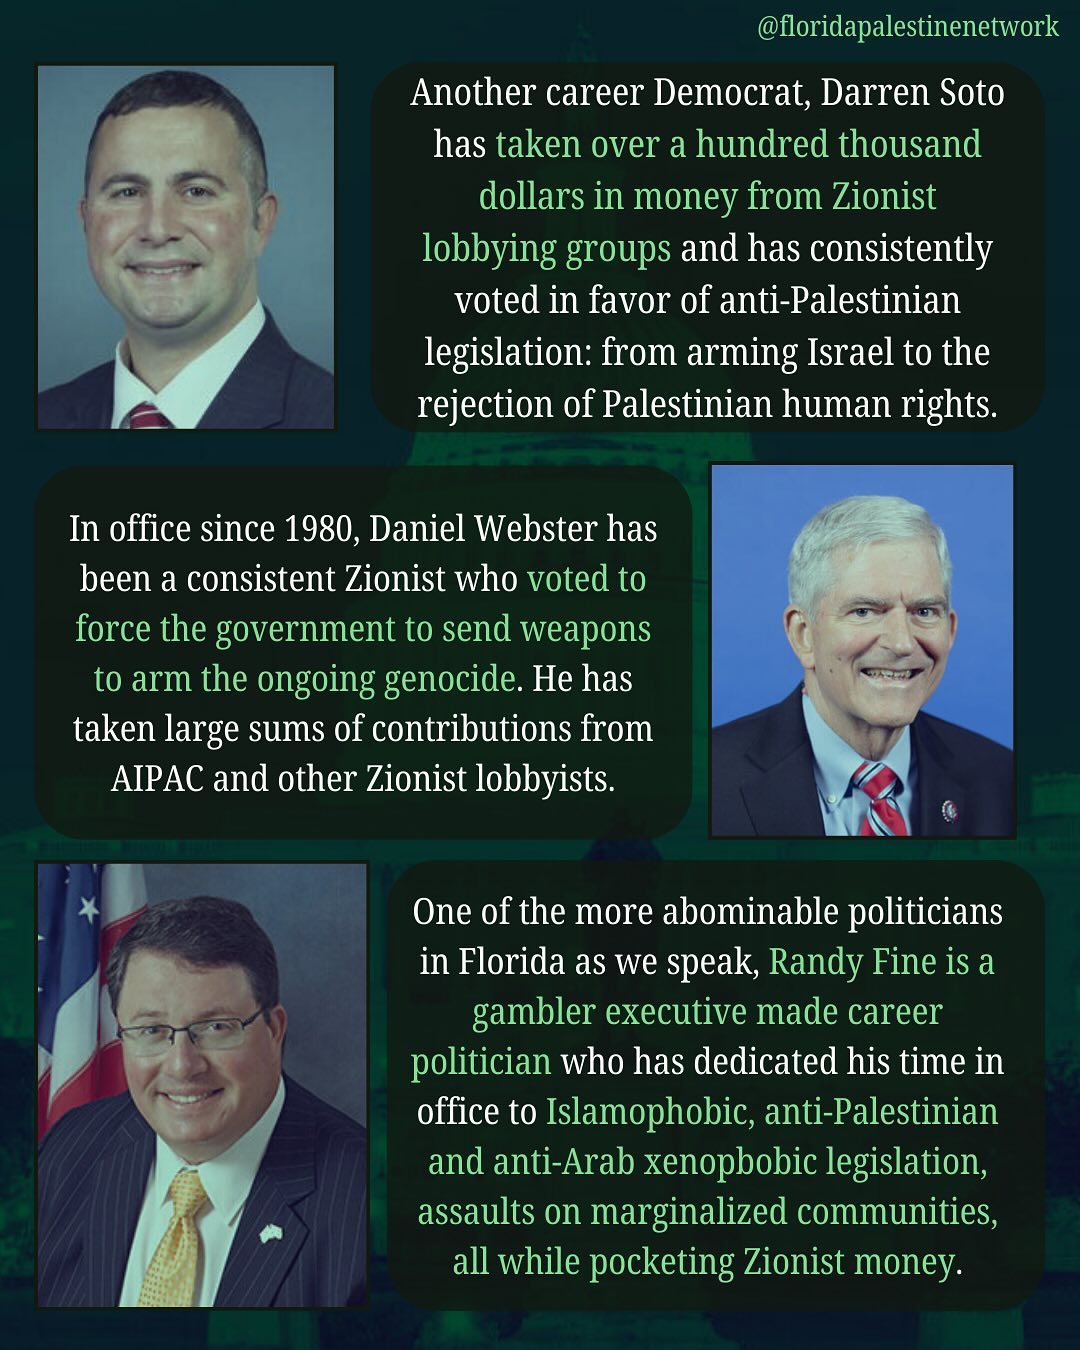 @floridapalestinenetwork
Another career Democrat, Darren Soto
has taken over a hundred thousand
dollars in money from Zionist
lobbying groups and has consistently
voted in favor of anti-Palestinian
legislation: from arming Israel to the
rejection of Palestinian human rights.
In office since 1980, Daniel Webster has
been a consistent Zionist who voted to
force the government to send weapons
to arm the ongoing genocide. He has
taken large sums of contributions from
AIPAC and other Zionist lobbyists.
One of the more abominable politicians
in Florida as we speak, Randy Fine is a
gambler executive made career
politician who has dedicated his time in
office to Islamophobic, anti-Palestinian
and anti-Arab xenopbobic legislation,
assaults on marginalized communities,
all while pocketing Zionist money.